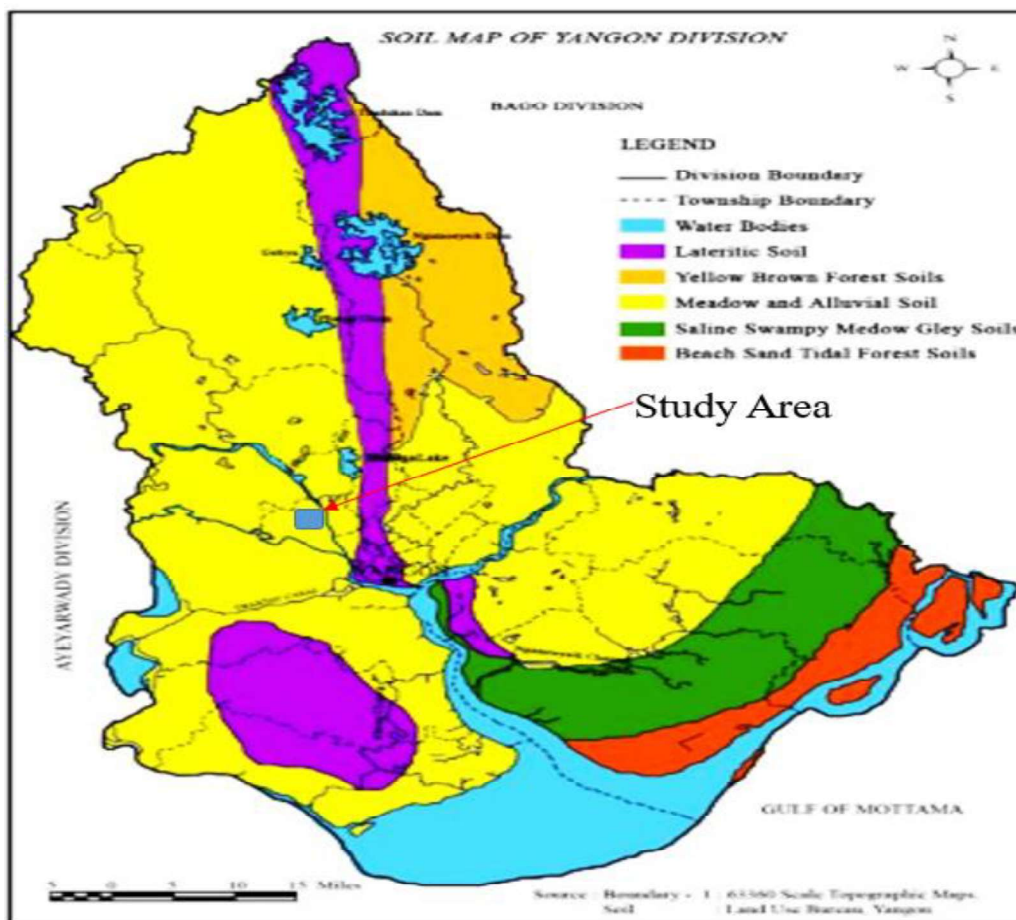 SOIL MAP OF YANGON DIVISION
N
W
E
S
BAGO DIVISION
LEGEND
Division Boundary
Township Boundary
Water Bodies
Lateritic Soil
Yellow Brown Forest Soils
Meadow and Alluvial Soil
Saline Swampy Medow Gley Soils
Beach Sand Tidal Forest Soils
Study Area
AYEYARWADY DIVISION
GULF OF MOTTAMA
5 0 5 10 15 Miles
Source : Boundary - 1 : 63360 Scale Topographic Maps.
Soil : Land Use Bureau, Yangon